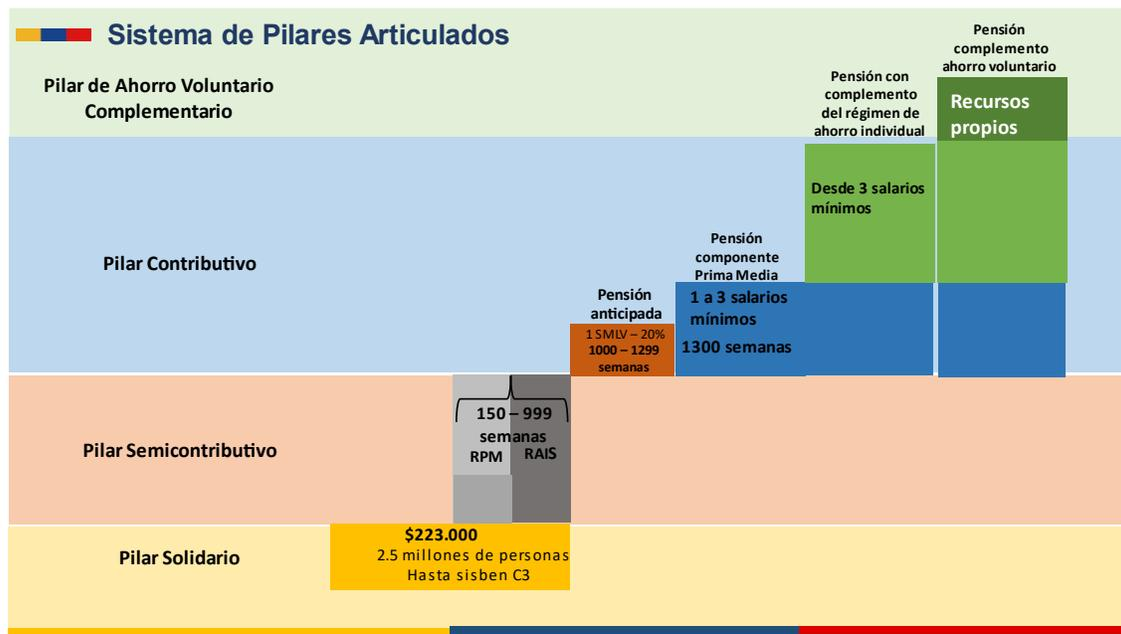 Sistema de Pilares Articulados
Pilar de Ahorro Voluntario
Complementario
Pensión
complemento
ahorro voluntario
Recursos
propios
Pensión con
complemento
del régimen de
ahorro individual
Desde 3 salarios
mínimos
Pilar Contributivo
Pensión
componente
Prima Media
1 a 3 salarios
mínimos
1300 semanas
Pensión
anticipada
1 SMLV – 20%
1000 – 1299
semanas
Pilar Semicontributivo
150 – 999
semanas
RPM
RAIS
Pilar Solidario
$223.000
2.5 millones de personas
Hasta sisben C3